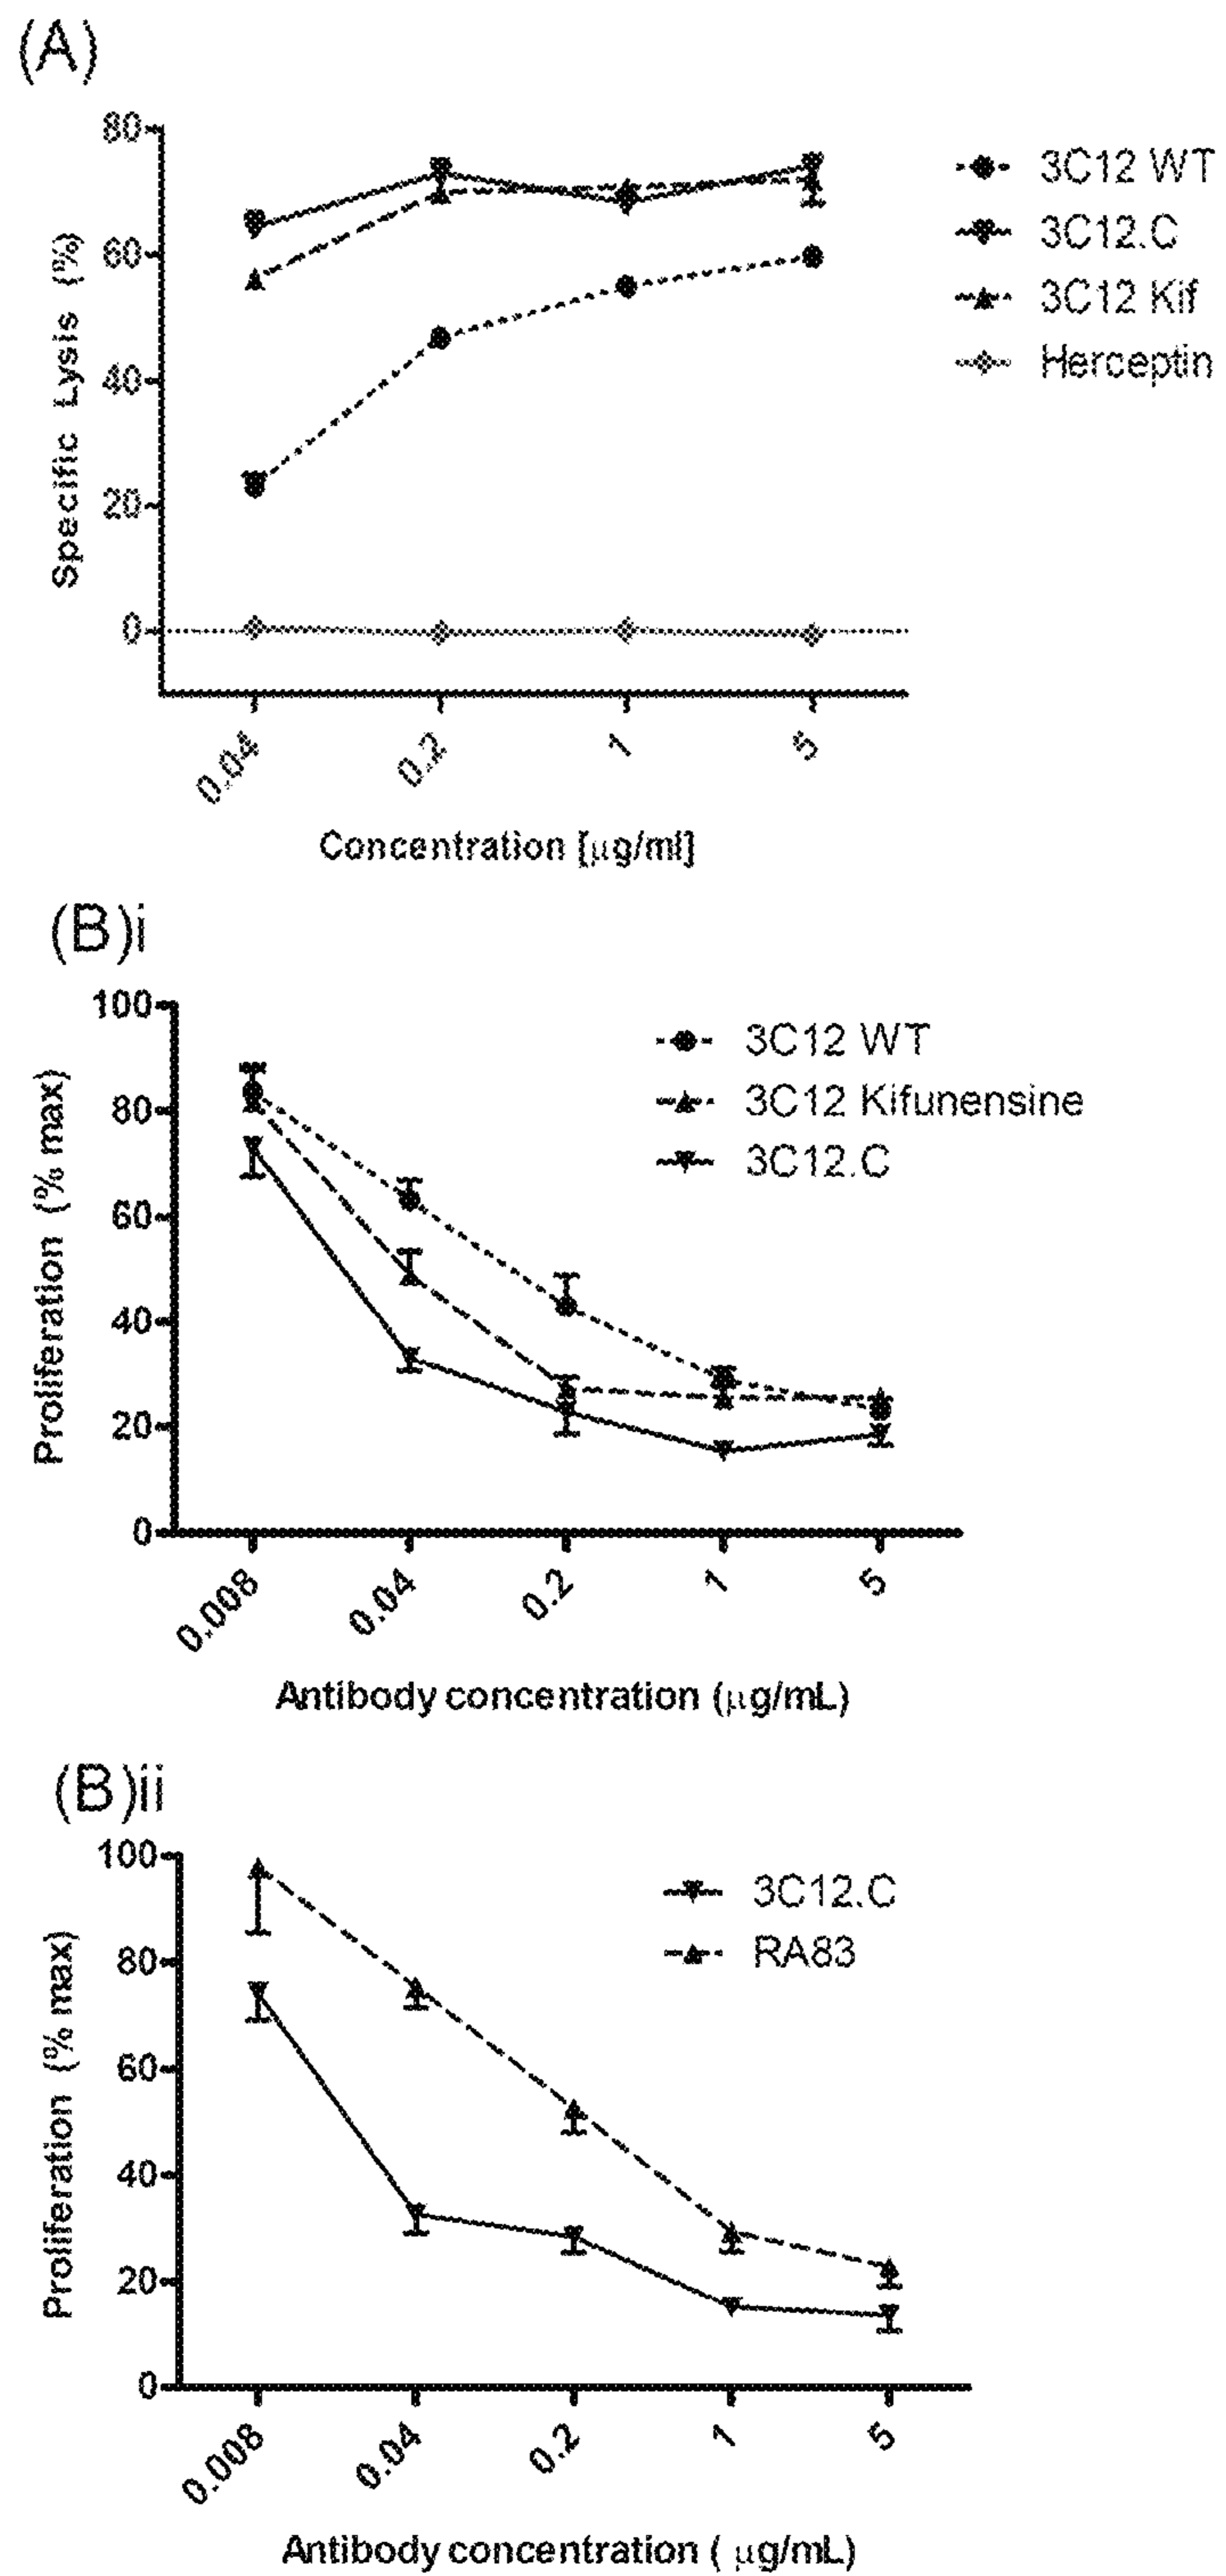 (A)
80
60
40
20
0
Specific Lysis (%)
0.04
0.2
1
5
Concentration [µg/ml]
3C12 WT
3C12.C
3C12 Kif
Herceptin
(B)i
100
80
60
40
20
0
Proliferation (% max)
0.008
0.04
0.2
1
5
Antibody concentration (µg/mL)
3C12 WT
3C12 Kifunensine
3C12.C
(B)ii
100
80
60
40
20
0
Proliferation (% max)
0.008
0.04
0.2
1
5
Antibody concentration ( µg/mL)
3C12.C
RA83